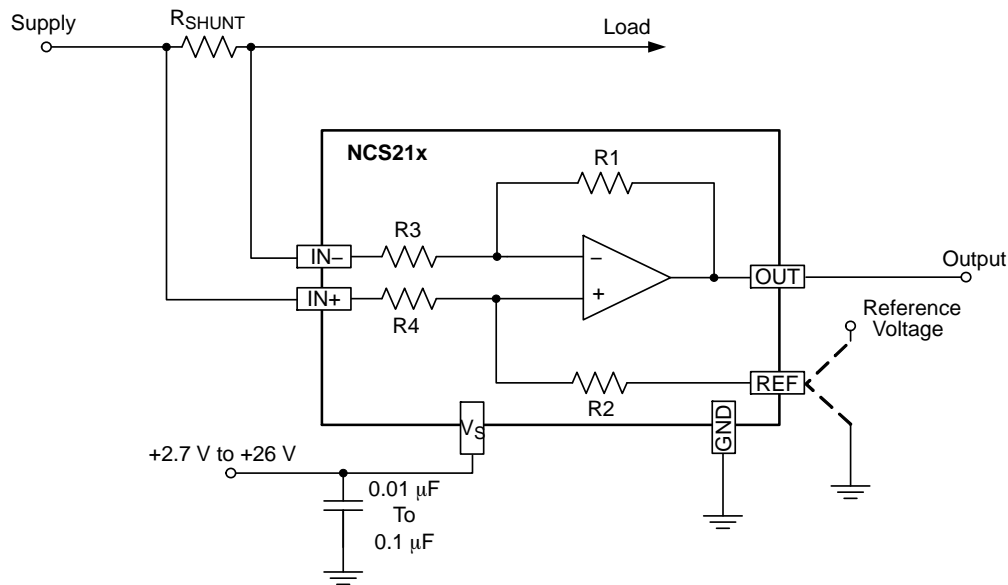 Supply
RSHUNT
Load
NCS21x
R1
R3
IN–
–
OUT
Output
IN+
+
R4
Reference
Voltage
R2
REF
VS
GND
+2.7 V to +26 V
0.01 μF
To
0.1 μF